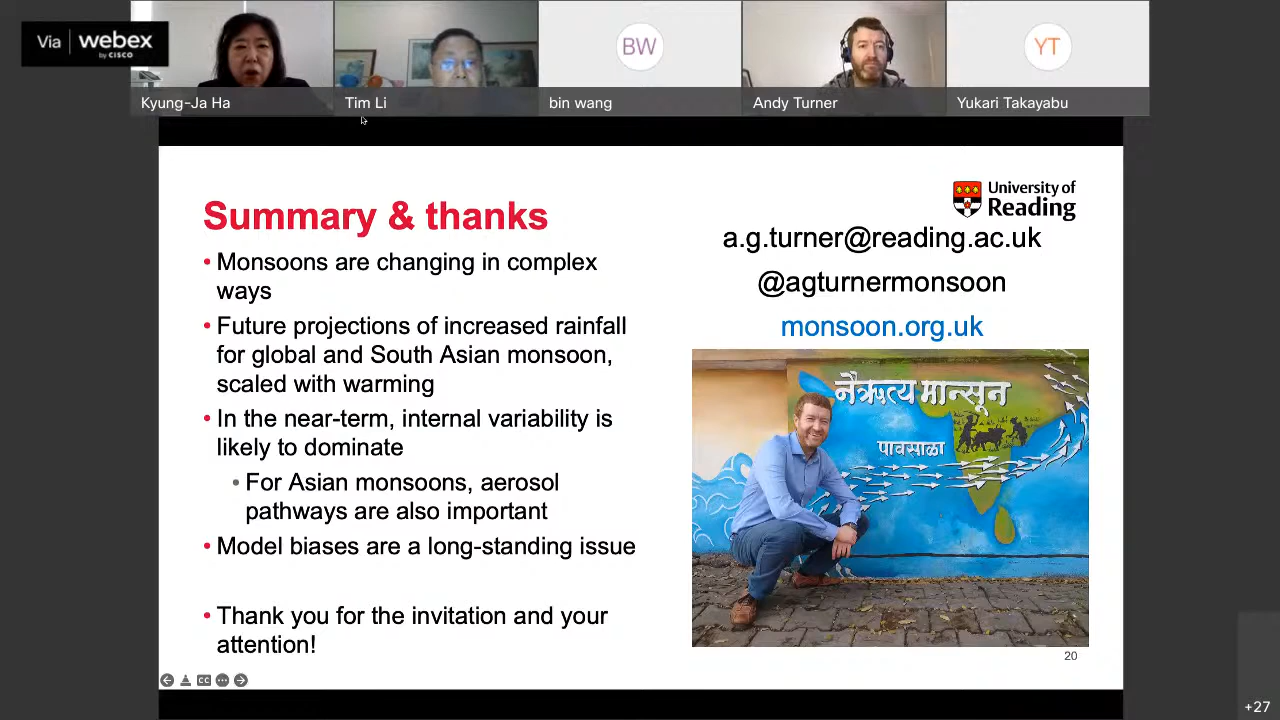 Via webex
by CISCO
Kyung-Ja Ha
Tim Li
BW
bin wang
Andy Turner
YT
Yukari Takayabu
University of
Reading
Summary & thanks
• Monsoons are changing in complex
ways
• Future projections of increased rainfall
for global and South Asian monsoon,
scaled with warming
• In the near-term, internal variability is
likely to dominate
• For Asian monsoons, aerosol
pathways are also important
• Model biases are a long-standing issue
• Thank you for the invitation and your
attention!
a.g.turner@reading.ac.uk
@agturnermonsoon
monsoon.org.uk
नैऋत्य मान्सून
पावसाळा
20
CC
+27